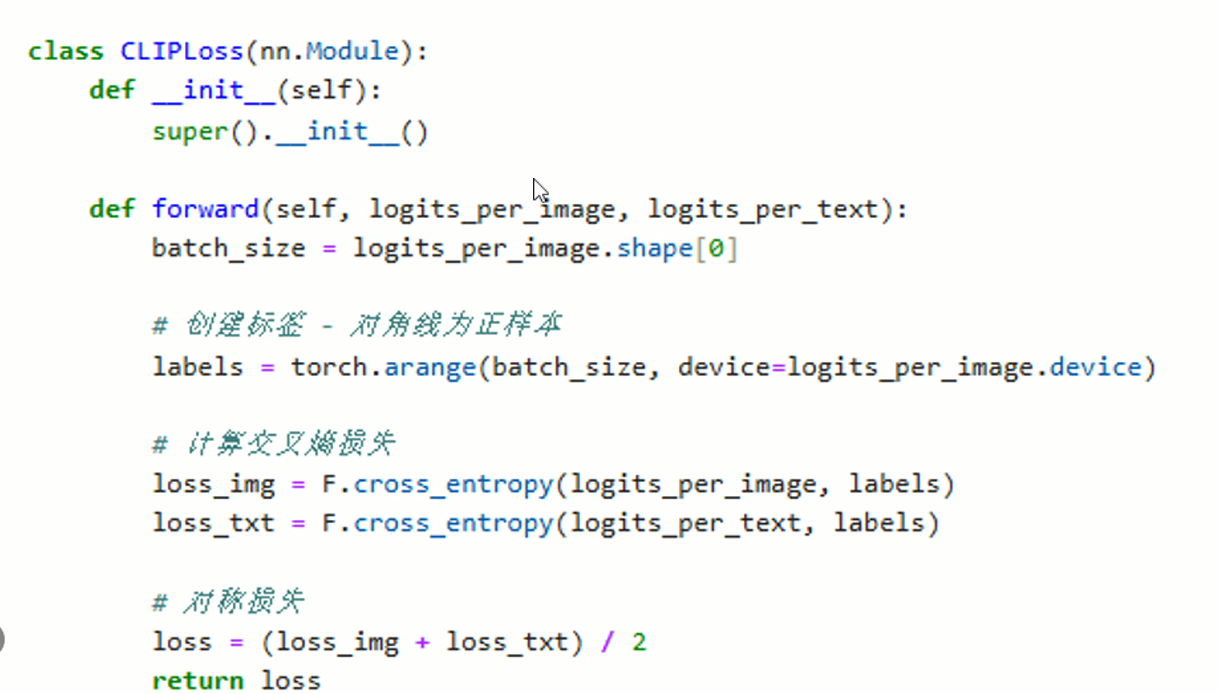 class CLIPLoss(nn.Module):
    def __init__(self):
        super().__init__()
    def forward(self, logits_per_image, logits_per_text):
        batch_size = logits_per_image.shape[0]
        # 创建标签 - 对角线为正样本
        labels = torch.arange(batch_size, device=logits_per_image.device)
        # 计算交叉熵损失
        loss_img = F.cross_entropy(logits_per_image, labels)
        loss_txt = F.cross_entropy(logits_per_text, labels)
        # 对称损失
        loss = (loss_img + loss_txt) / 2
        return loss